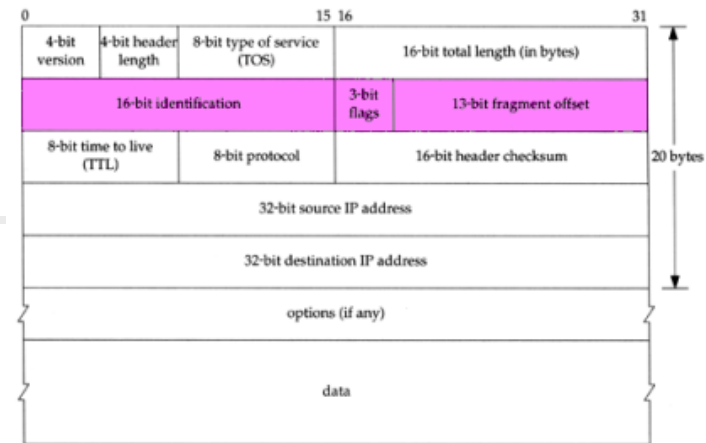 0 15 16 31
4-bit version 4-bit header length 8-bit type of service (TOS) 16-bit total length (in bytes)
16-bit identification 3-bit flags 13-bit fragment offset
8-bit time to live (TTL) 8-bit protocol 16-bit header checksum
20 bytes
32-bit source IP address
32-bit destination IP address
options (if any)
data